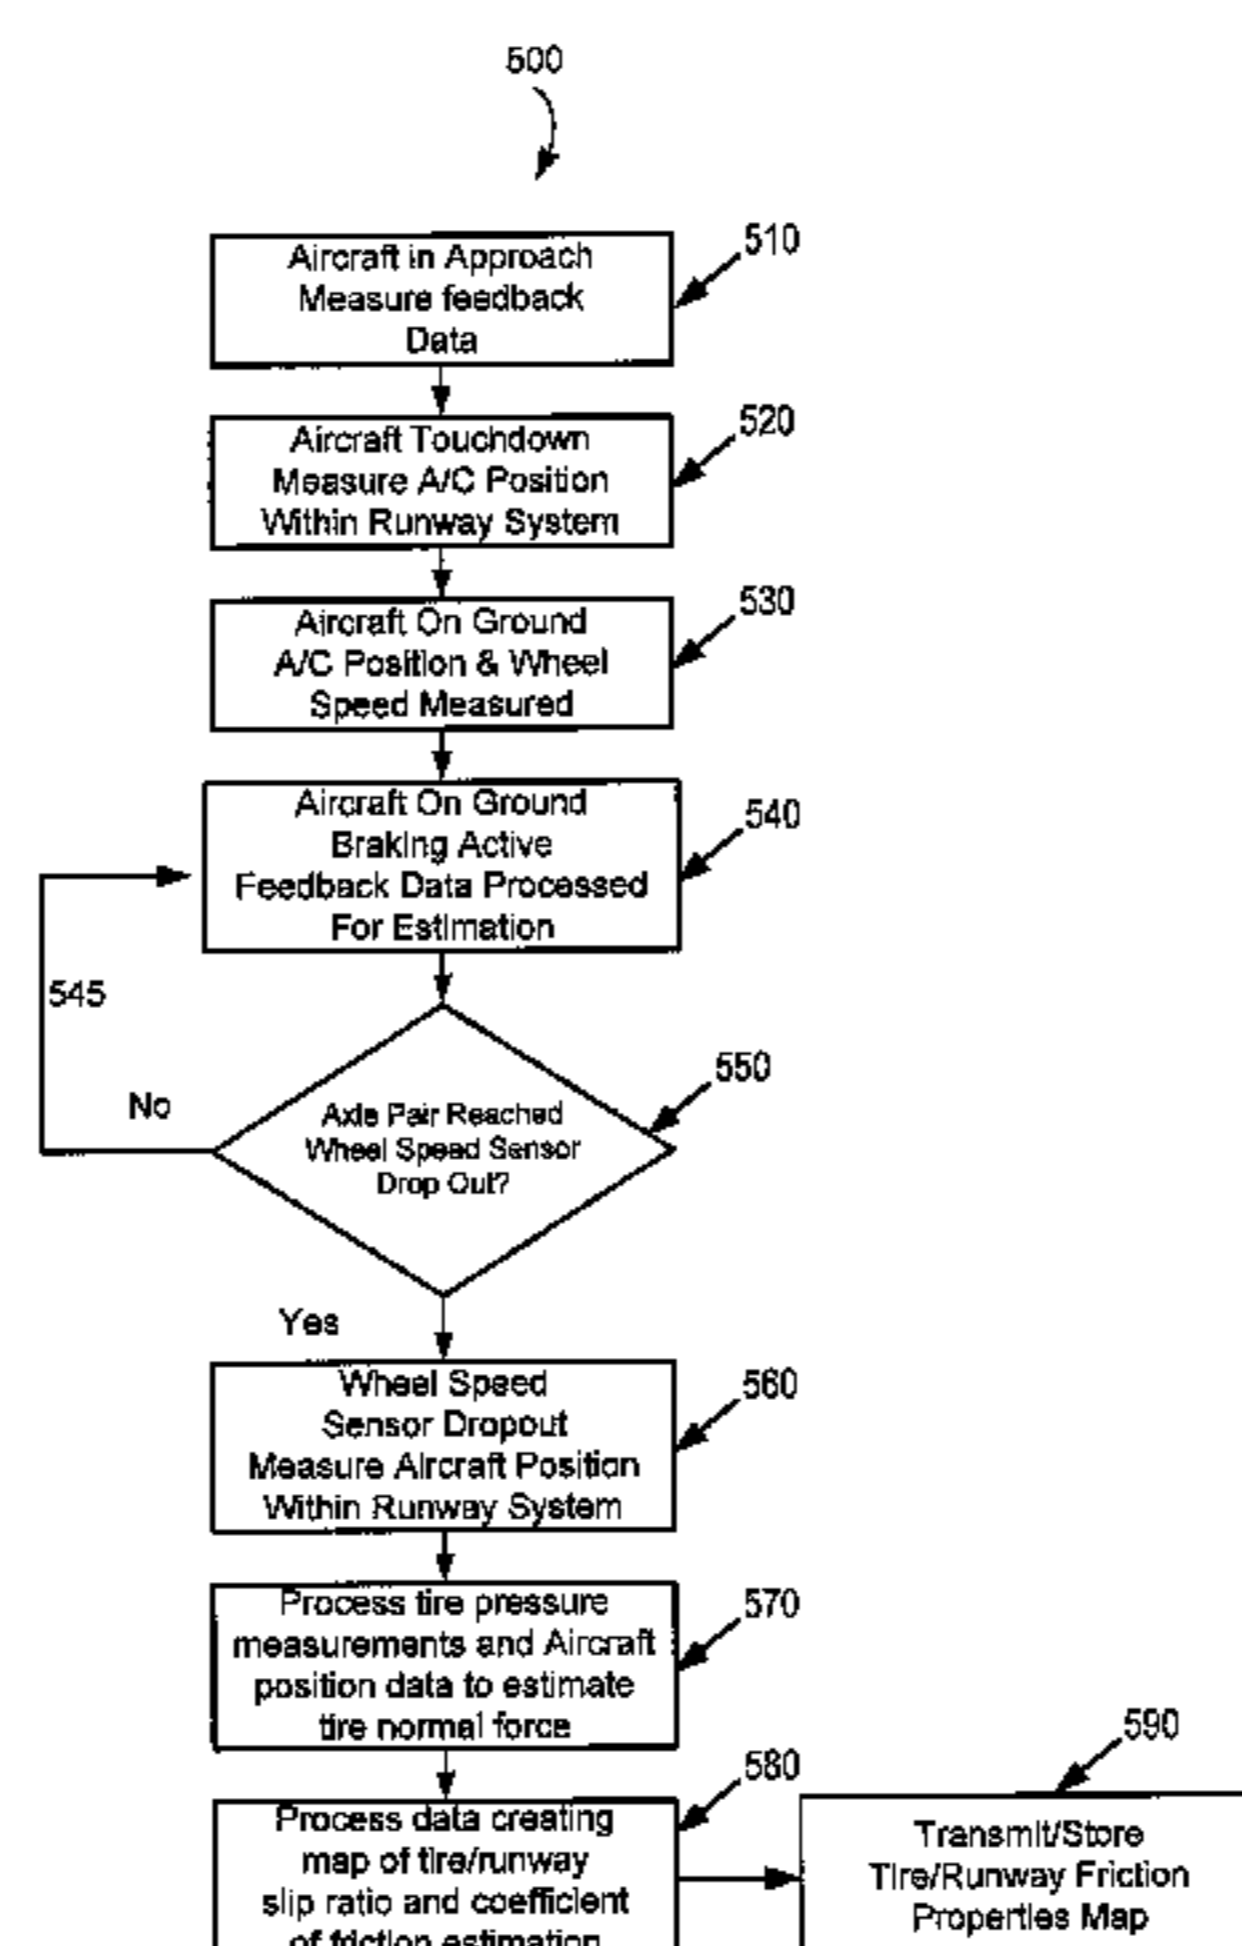 500
510
Aircraft in Approach
Measure feedback
Data
520
Aircraft Touchdown
Measure A/C Position
Within Runway System
530
Aircraft On Ground
A/C Position & Wheel
Speed Measured
540
Aircraft On Ground
Braking Active
Feedback Data Processed
For Estimation
545
550
No
Axle Pair Reached
Wheel Speed Sensor
Drop Out?
Yes
560
Wheel Speed
Sensor Dropout
Measure Aircraft Position
Within Runway System
570
Process tire pressure
measurements and Aircraft
position data to estimate
tire normal force
580
Process data creating
map of tire/runway
slip ratio and coefficient
of friction estimation
590
Transmit/Store
Tire/Runway Friction
Properties Map